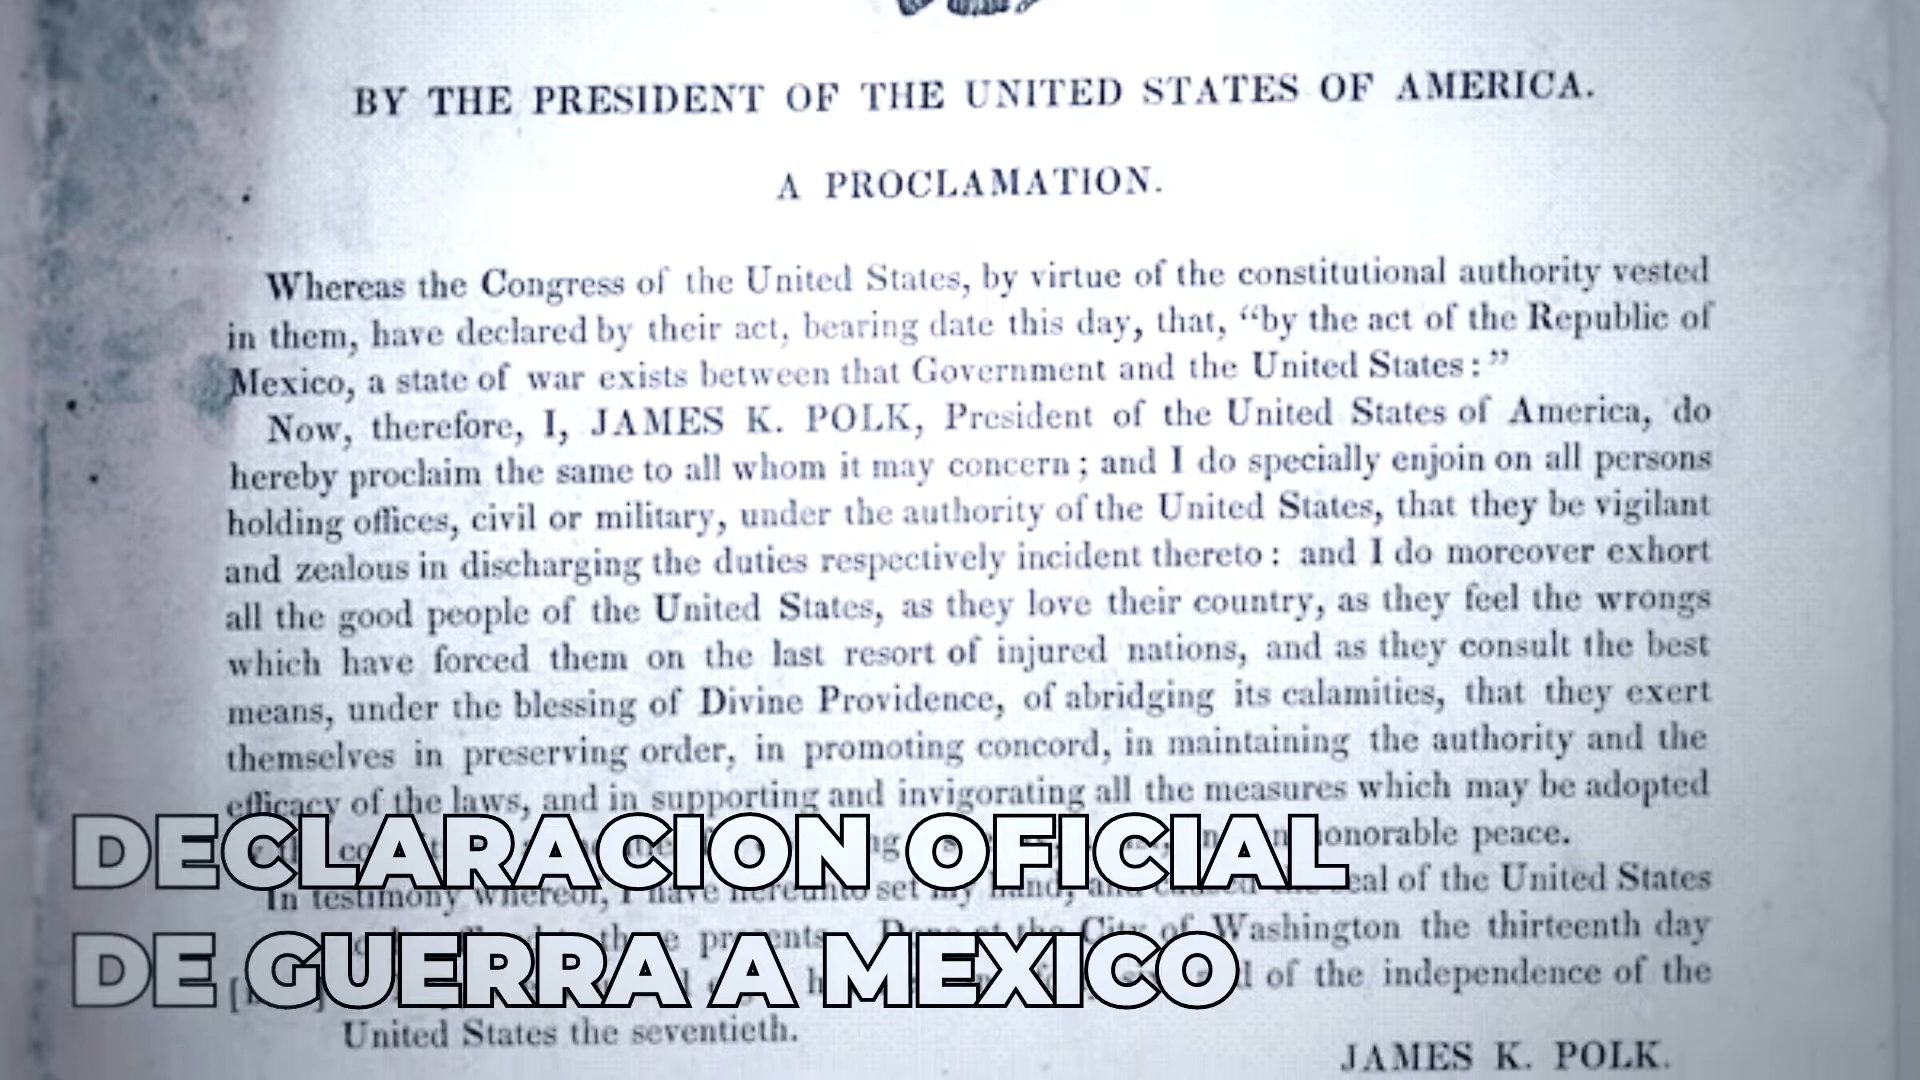 BY THE PRESIDENT OF THE UNITED STATES OF AMERICA.
A PROCLAMATION.
Whereas the Congress of the United States, by virtue of the constitutional authority vested
in them, have declared by their act, bearing date this day, that, “by the act of the Republic of
Mexico, a state of war exists between that Government and the United States:”
Now, therefore, I, JAMES K. POLK, President of the United States of America, do
hereby proclaim the same to all whom it may concern; and I do specially enjoin on all persons
holding offices, civil or military, under the authority of the United States, that they be vigilant
and zealous in discharging the duties respectively incident thereto: and I do moreover exhort
all the good people of the United States, as they love their country, as they feel the wrongs
which have forced them on the last resort of injured nations, and as they consult the best
means, under the blessing of Divine Providence, of abridging its calamities, that they exert
themselves in preserving order, in promoting concord, in maintaining the authority and the
efficacy of the laws, and in supporting and invigorating all the measures which may be adopted
honorable peace.
In testimony whereof, I have hereunto set my hand, and caused the seal of the United States
presents. Done at the City of Washington the thirteenth day
of the independence of the
United States the seventieth.
JAMES K. POLK.
DECLARACION OFICIAL
DE GUERRA A MEXICO